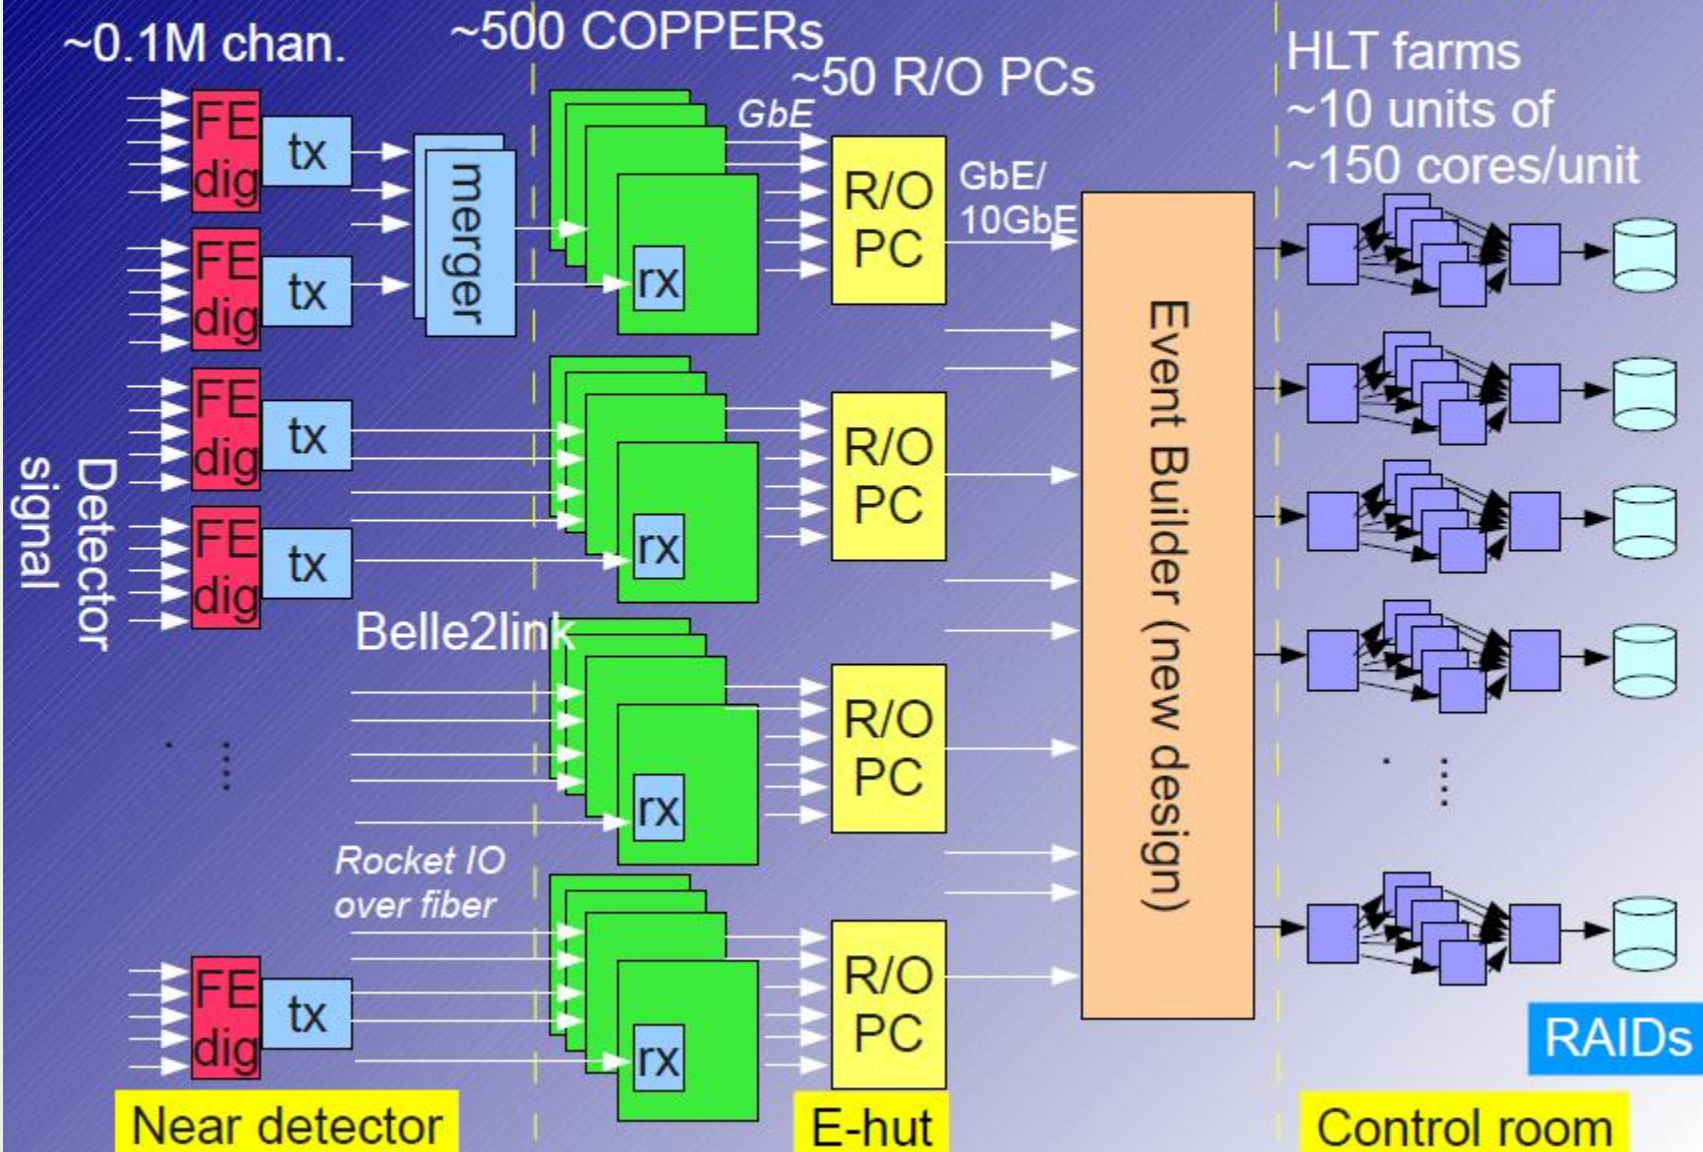 ~0.1M chan.
~500 COPPERs
~50 R/O PCs
HLT farms
~10 units of
~150 cores/unit
GbE
GbE/
10GbE
FE
dig
tx
FE
dig
tx
FE
dig
tx
FE
dig
tx
FE
dig
tx
merger
rx
rx
rx
rx
R/O
PC
R/O
PC
R/O
PC
R/O
PC
Detector
signal
Belle2link
Rocket IO
over fiber
Event Builder (new design)
RAIDs
Near detector
E-hut
Control room